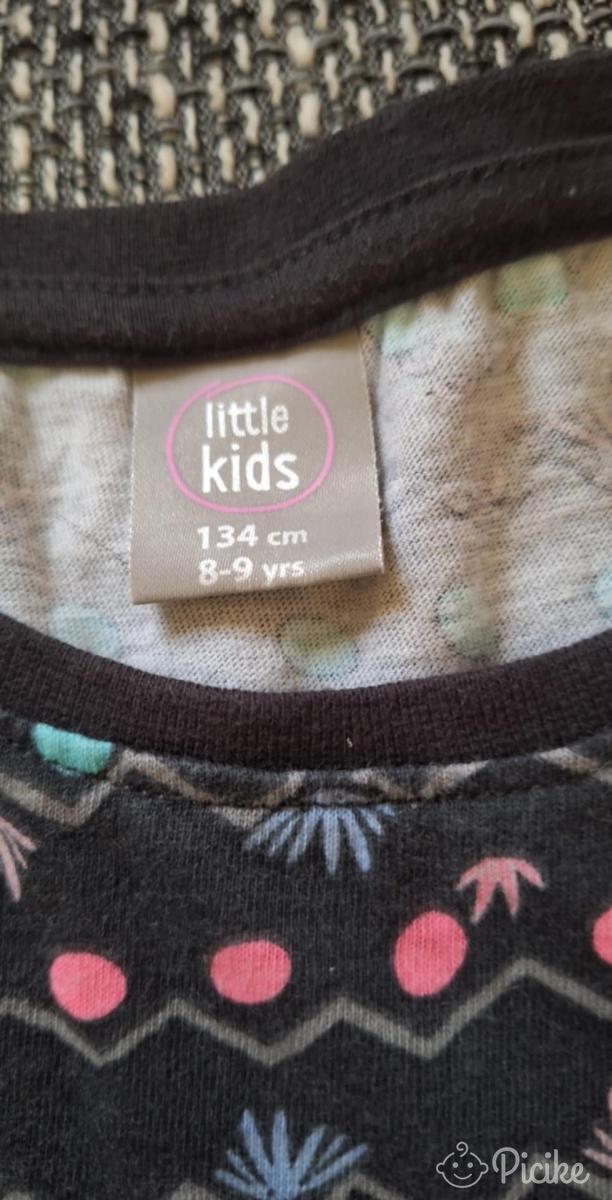 little
kids
134 cm
8-9 yrs
Picike